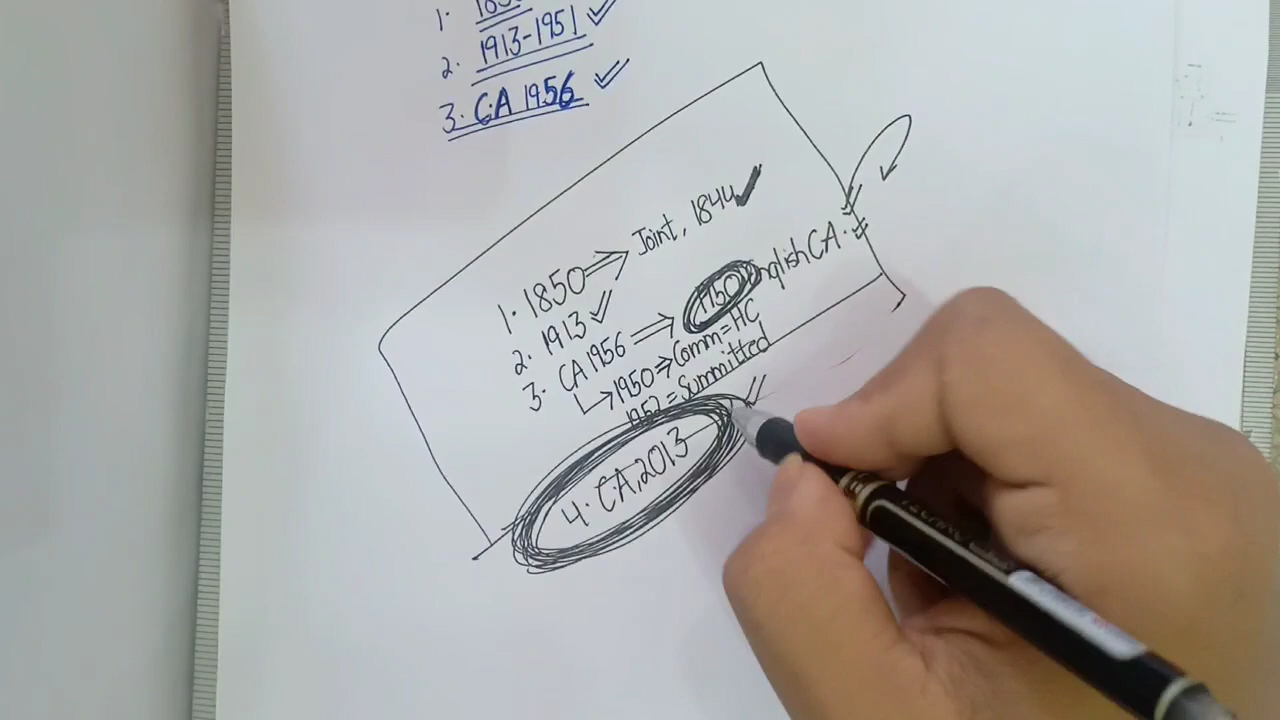 1.
2. 1913-1951
3. CA 1956
1. 1850 ⇒ Joint, 1844 ✓
2. 1913 ✓
3. CA 1956 ⇒ English CA.
↳ 1950 ⇒ Comm = HC
1952 = Summitted
4. CA, 2013